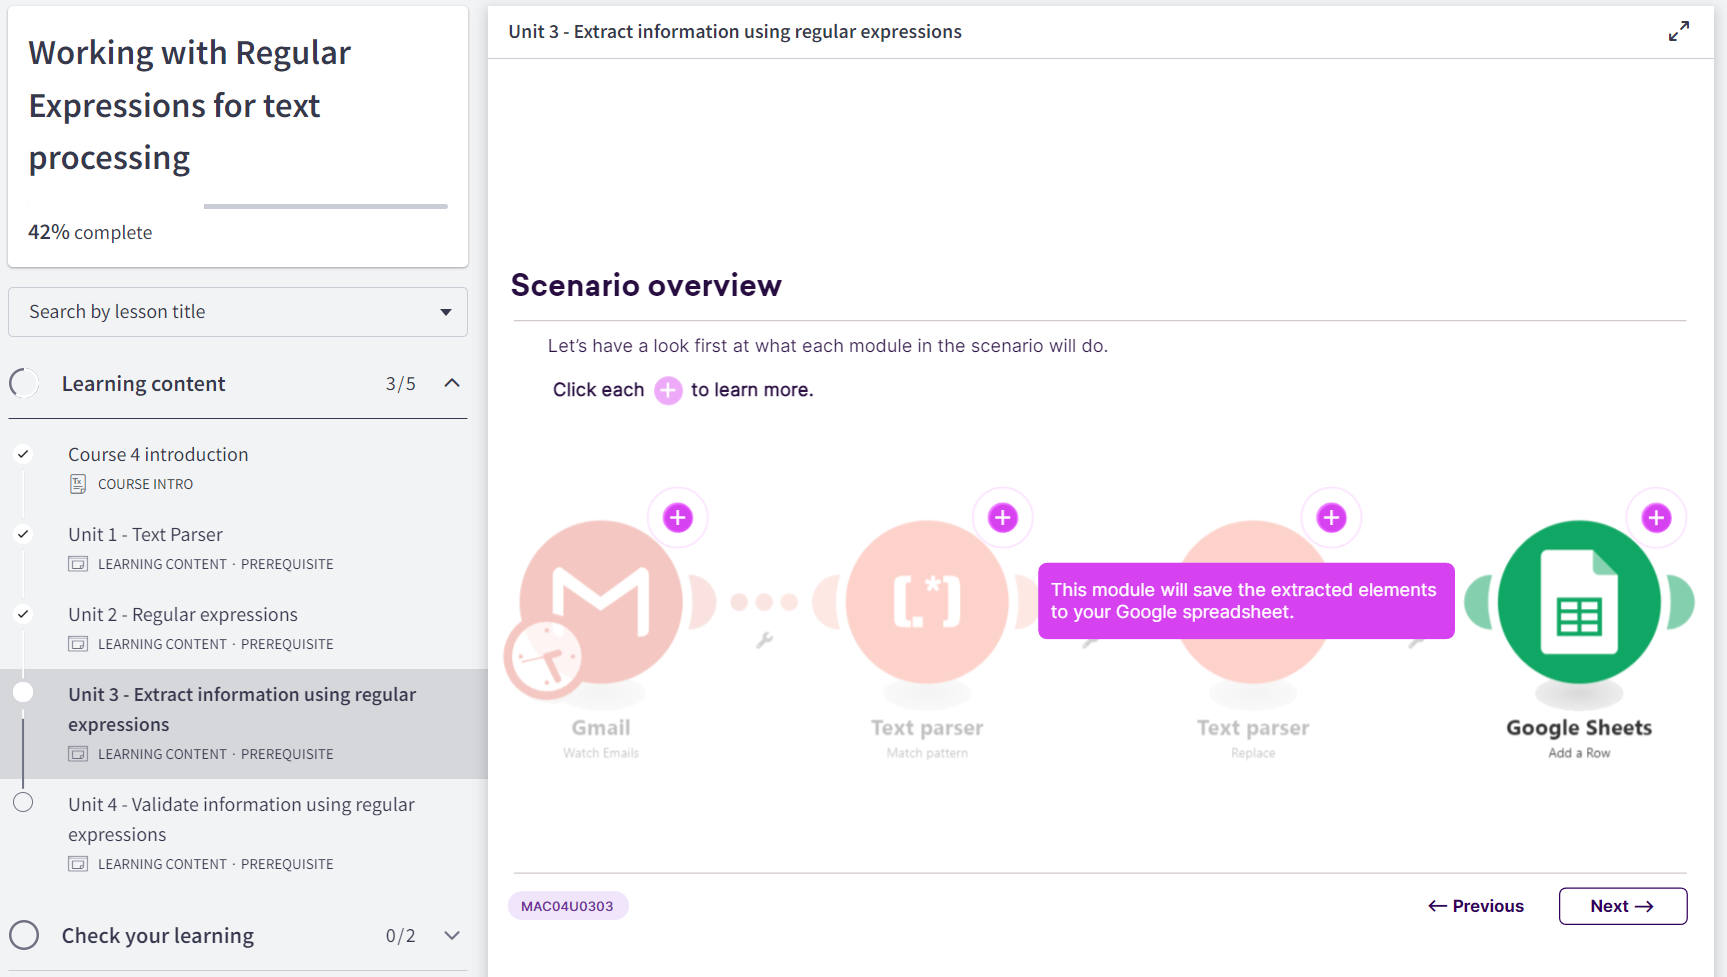 Working with Regular
Expressions for text
processing
42% complete
Search by lesson title
Learning content 3/5
Course 4 introduction
COURSE INTRO
Unit 1 - Text Parser
LEARNING CONTENT · PREREQUISITE
Unit 2 - Regular expressions
LEARNING CONTENT · PREREQUISITE
Unit 3 - Extract information using regular
expressions
LEARNING CONTENT · PREREQUISITE
Unit 4 - Validate information using regular
expressions
LEARNING CONTENT · PREREQUISITE
Check your learning 0/2
Unit 3 - Extract information using regular expressions
Scenario overview
Let's have a look first at what each module in the scenario will do.
Click each + to learn more.
This module will save the extracted elements
to your Google spreadsheet.
Gmail
Watch Emails
Text parser
Match pattern
Text parser
Replace
Google Sheets
Add a Row
MAC04U0303
← Previous
Next →